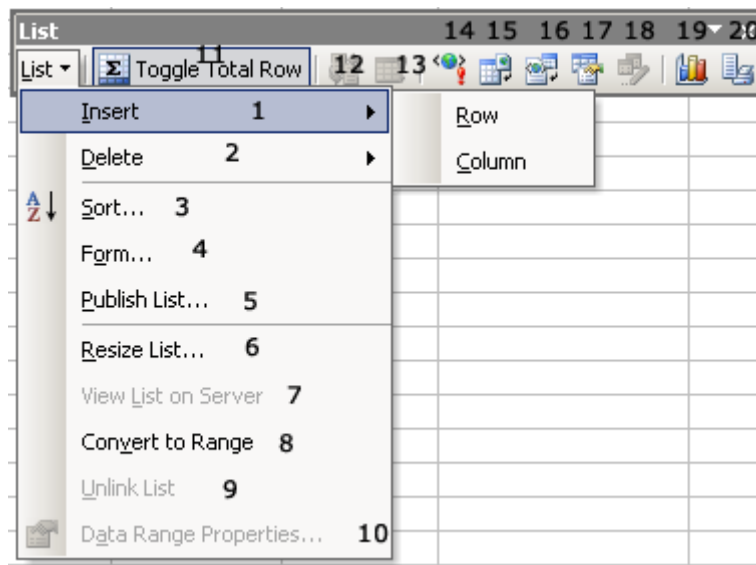 List 14 15 16 17 18 19 20
List 11 Toggle Total Row 12 13
Insert 1 Row
Delete 2 Column
Sort... 3
Form... 4
Publish List... 5
Resize List... 6
View List on Server 7
Convert to Range 8
Unlink List 9
Data Range Properties... 10